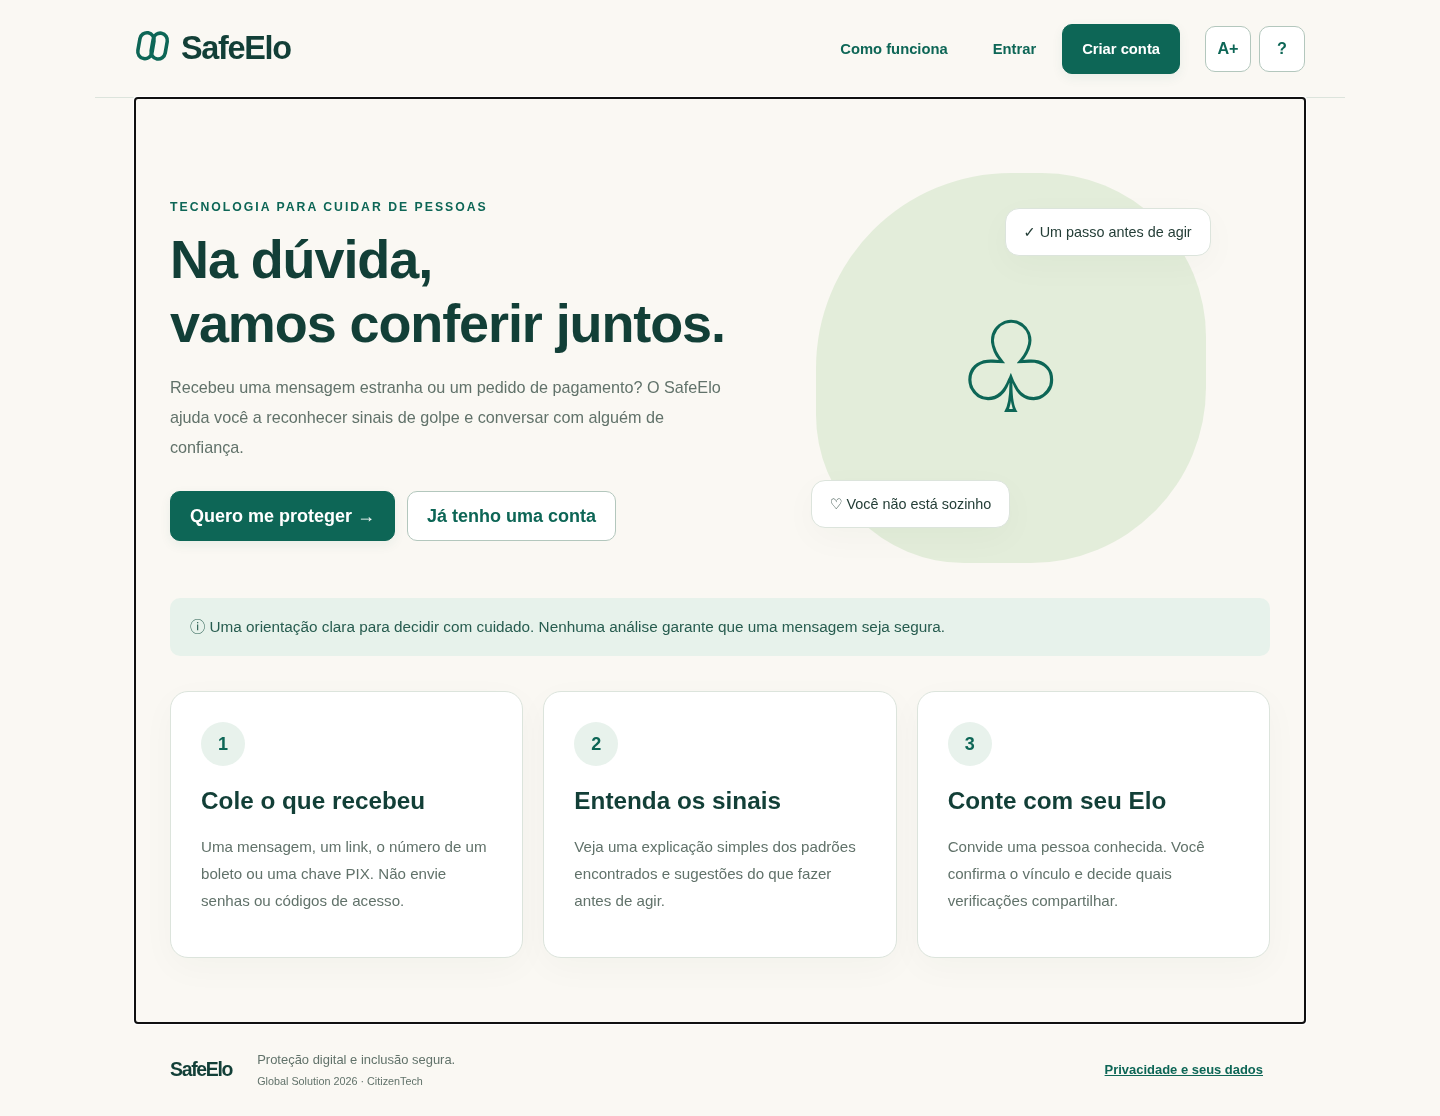 SafeElo
Como funciona
Entrar
Criar conta
A+
?
TECNOLOGIA PARA CUIDAR DE PESSOAS
Na dúvida,
vamos conferir juntos.
Recebeu uma mensagem estranha ou um pedido de pagamento? O SafeElo
ajuda você a reconhecer sinais de golpe e conversar com alguém de
confiança.
Quero me proteger →
Já tenho uma conta
✓ Um passo antes de agir
♡ Você não está sozinho
ⓘ Uma orientação clara para decidir com cuidado. Nenhuma análise garante que uma mensagem seja segura.
1
Cole o que recebeu
Uma mensagem, um link, o número de um
boleto ou uma chave PIX. Não envie
senhas ou códigos de acesso.
2
Entenda os sinais
Veja uma explicação simples dos padrões
encontrados e sugestões do que fazer
antes de agir.
3
Conte com seu Elo
Convide uma pessoa conhecida. Você
confirma o vínculo e decide quais
verificações compartilhar.
SafeElo
Proteção digital e inclusão segura.
Global Solution 2026 · CitizenTech
Privacidade e seus dados